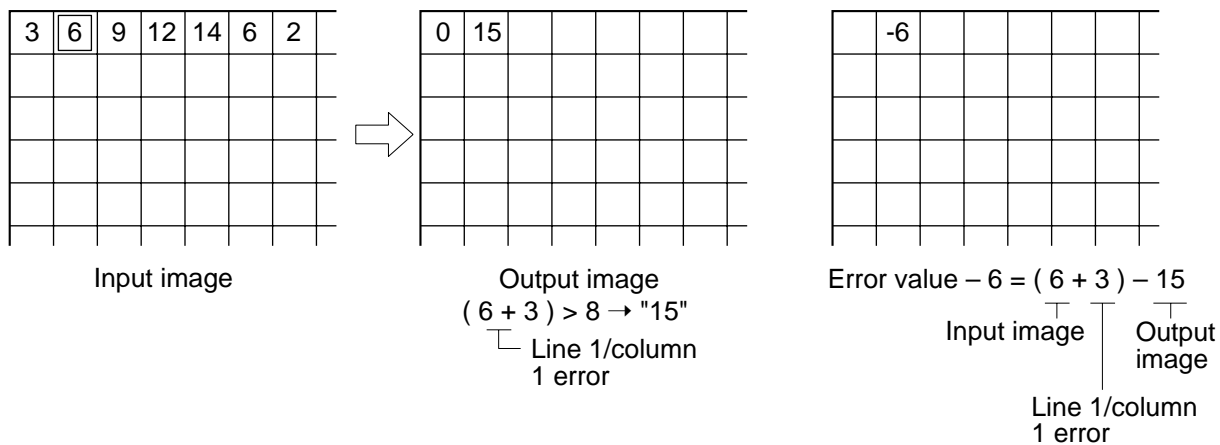 3 6 9 12 14 6 2
Input image
0 15
Output image
( 6 + 3 ) > 8 → "15"
Line 1/column
1 error
-6
Error value – 6 = ( 6 + 3 ) – 15
Input image
Output
image
Line 1/column
1 error